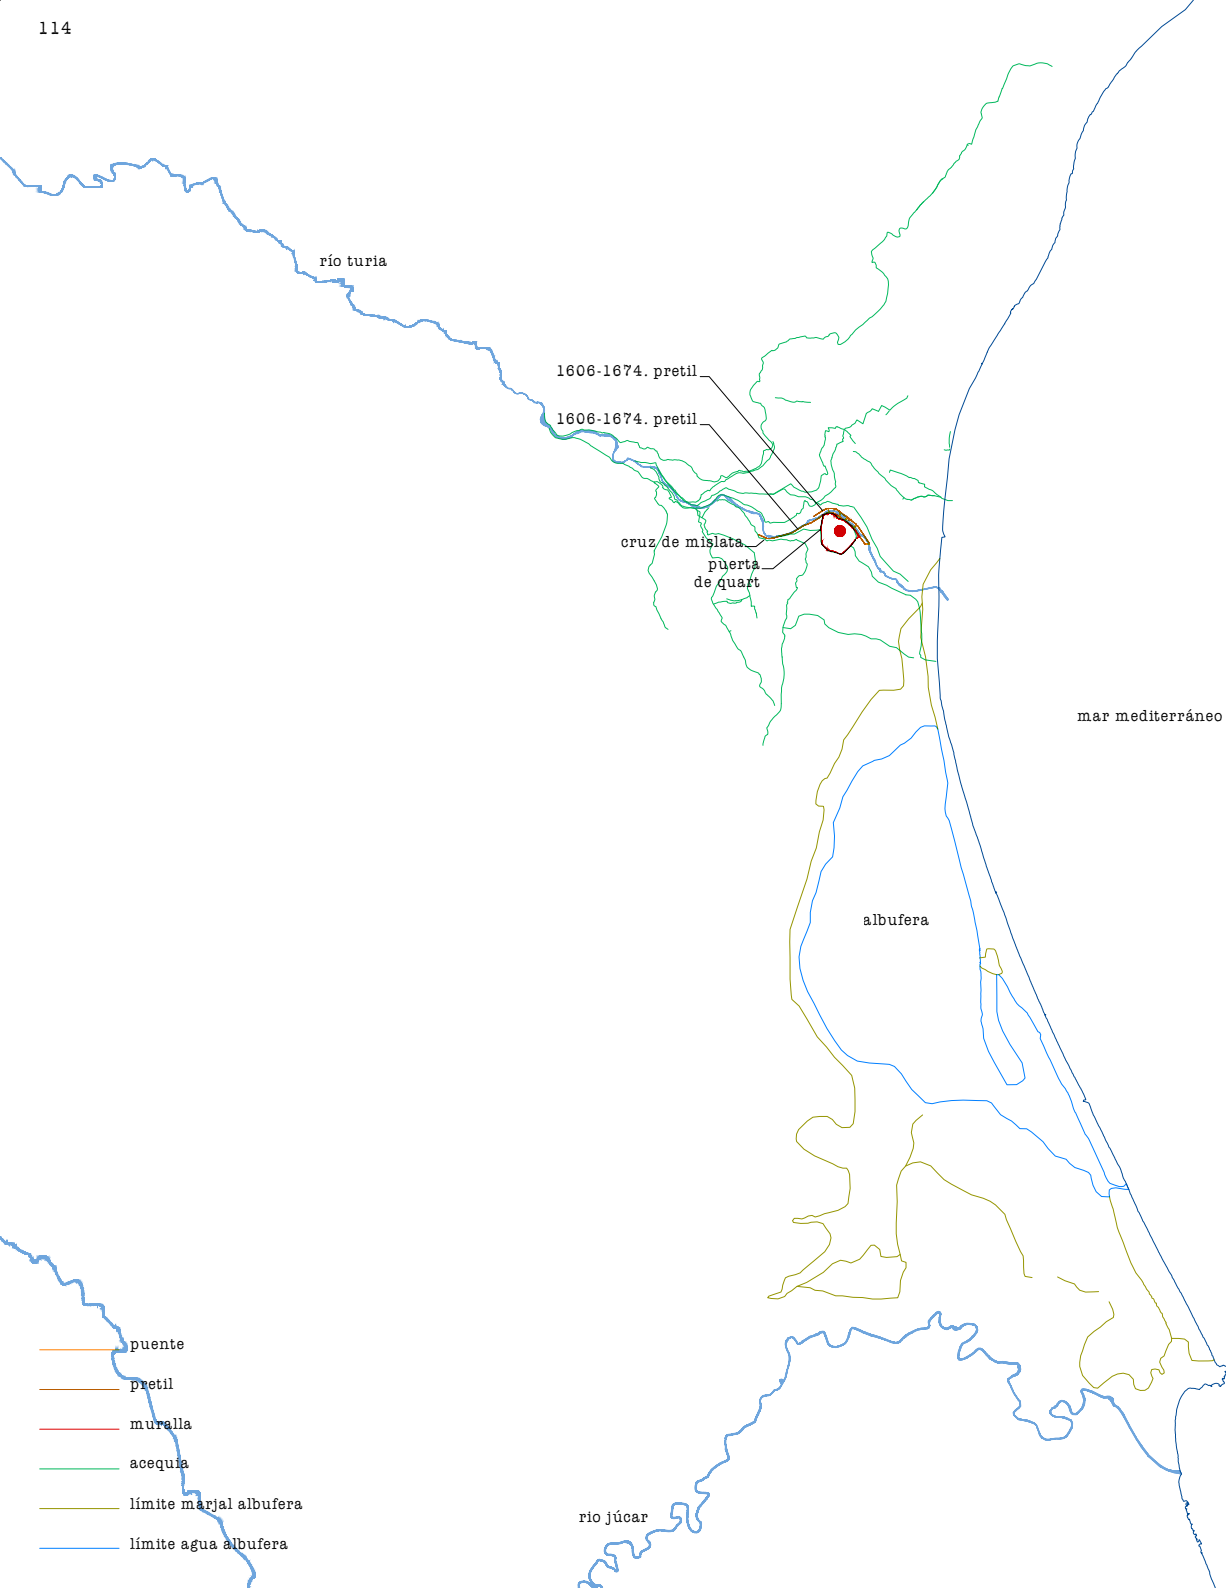 114
río turia
1606-1674. pretil
1606-1674. pretil
cruz de mislata
puerta
de quart
mar mediterráneo
albufera
puente
pretil
muralla
acequia
límite marjal albufera
límite agua albufera
rio júcar